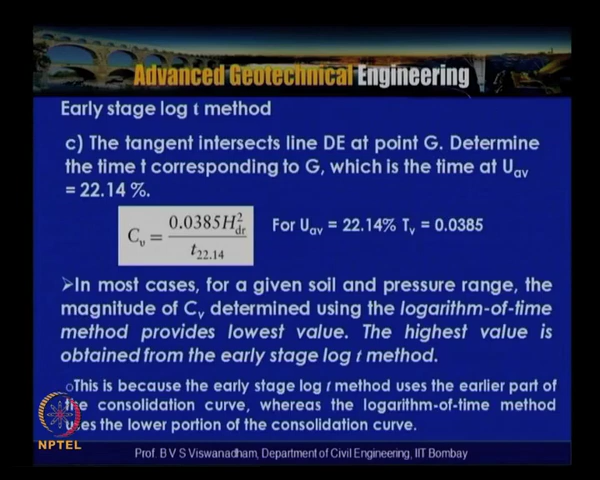 Advanced Geotechnical Engineering
Early stage log t method
c) The tangent intersects line DE at point G. Determine
the time t corresponding to G, which is the time at Uav
= 22.14 %.
Cv = 0.0385H²dr / t22.14
For Uav = 22.14% Tv = 0.0385
➢In most cases, for a given soil and pressure range, the
magnitude of Cv determined using the logarithm-of-time
method provides lowest value. The highest value is
obtained from the early stage log t method.
oThis is because the early stage log t method uses the earlier part of
the consolidation curve, whereas the logarithm-of-time method
uses the lower portion of the consolidation curve.
NPTEL
Prof. B V S Viswanadham, Department of Civil Engineering, IIT Bombay